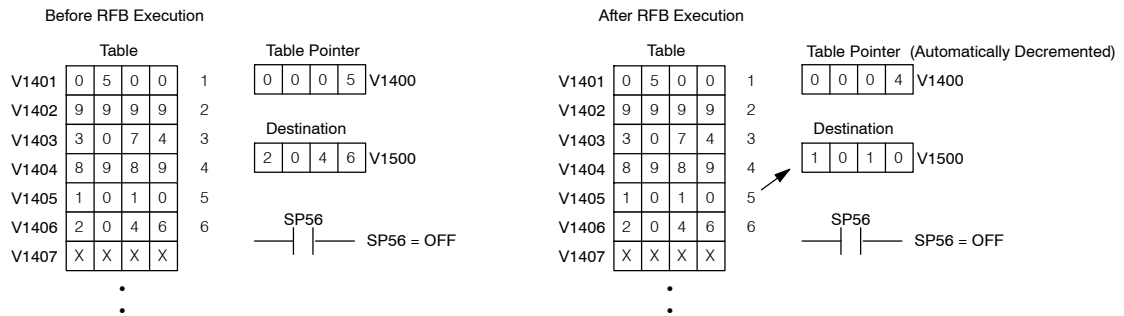 Before RFB Execution
Table
V1401 0 5 0 0 1
V1402 9 9 9 9 2
V1403 3 0 7 4 3
V1404 8 9 8 9 4
V1405 1 0 1 0 5
V1406 2 0 4 6 6
V1407 X X X X
Table Pointer
0 0 0 5 V1400
Destination
2 0 4 6 V1500
SP56
SP56 = OFF
After RFB Execution
Table
V1401 0 5 0 0 1
V1402 9 9 9 9 2
V1403 3 0 7 4 3
V1404 8 9 8 9 4
V1405 1 0 1 0 5
V1406 2 0 4 6 6
V1407 X X X X
Table Pointer (Automatically Decremented)
0 0 0 4 V1400
Destination
1 0 1 0 V1500
SP56
SP56 = OFF